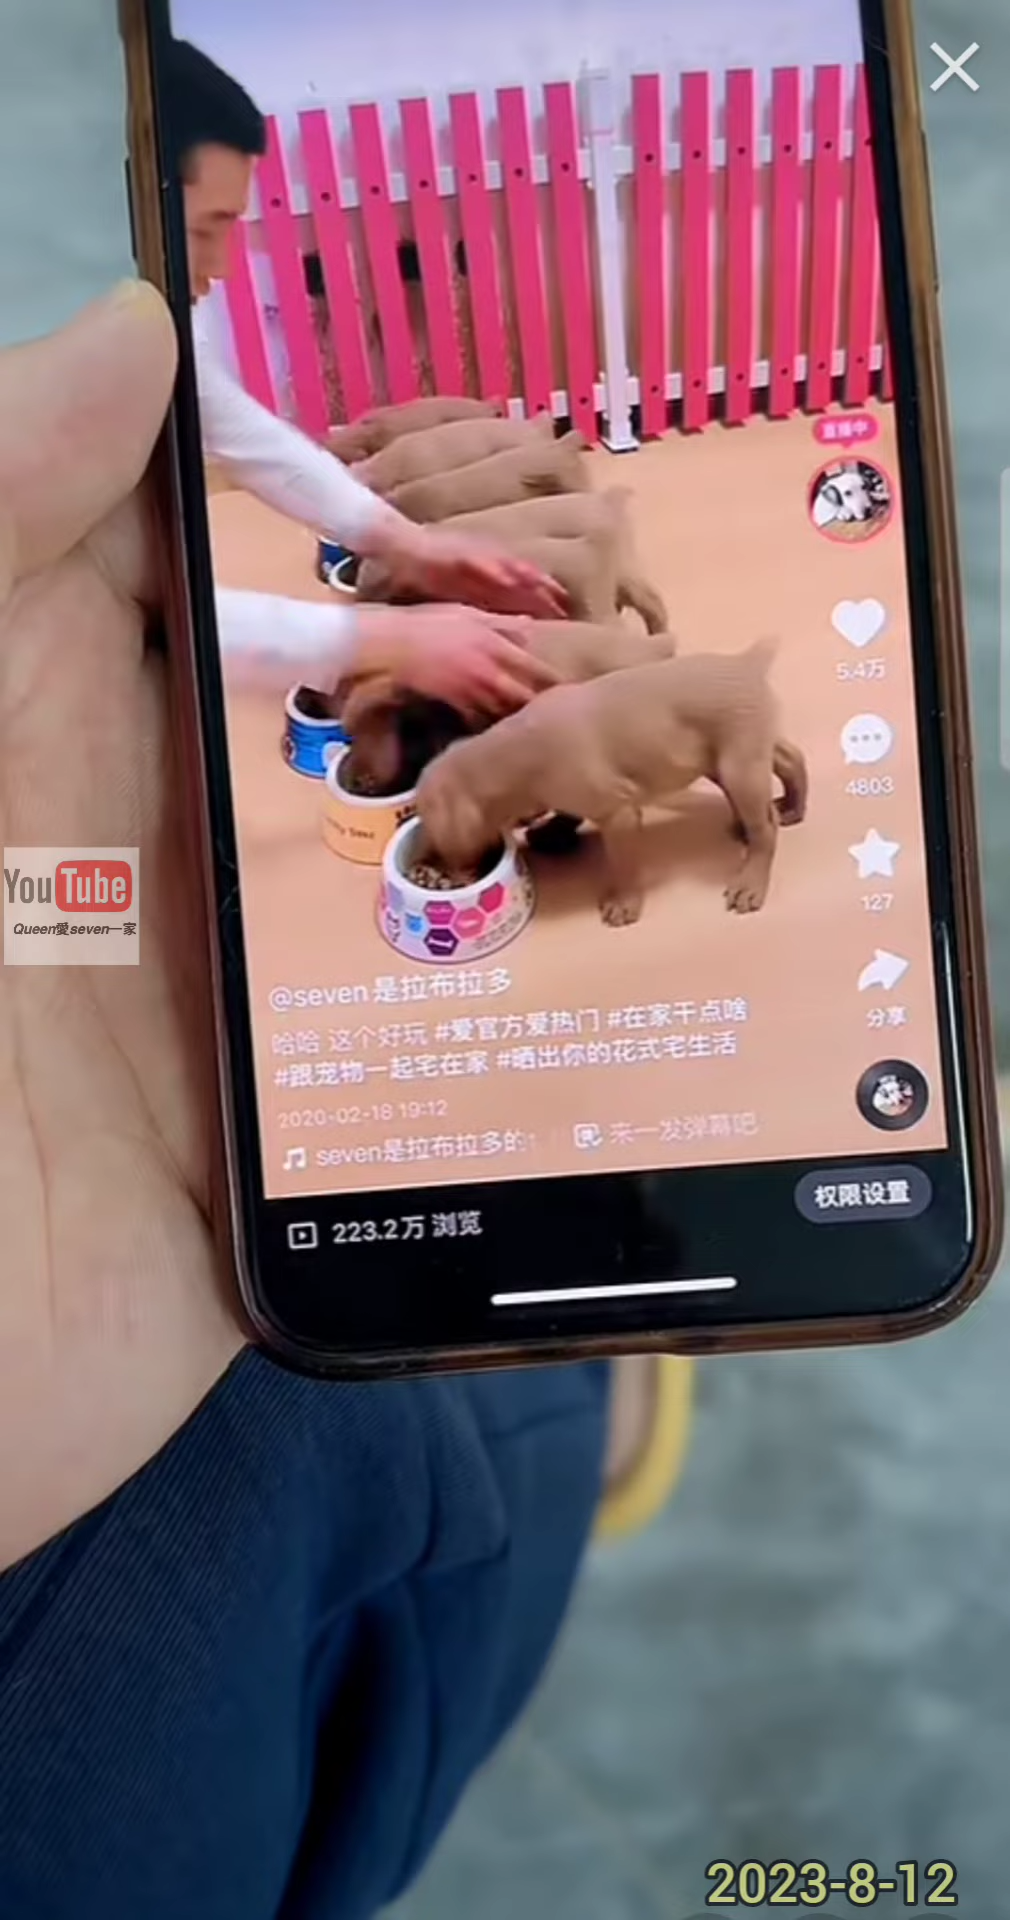 直播中
5.4万
4803
127
分享
YouTube
Queen愛seven一家
@seven是拉布拉多
哈哈 这个好玩 #爱官方爱热门 #在家干点啥
#跟宠物一起宅在家 #晒出你的花式宅生活
2020-02-18 19:12
seven是拉布拉多的
来一发弹幕吧
223.2万 浏览
权限设置
2023-8-12